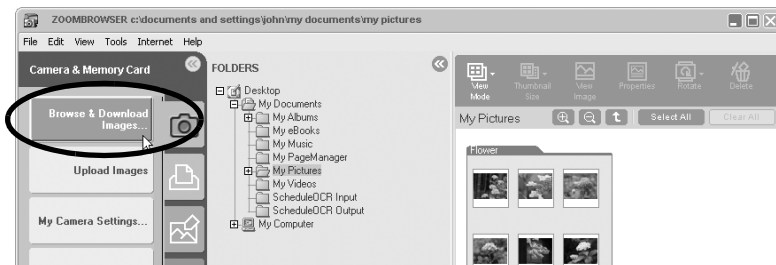 ZOOMBROWSER c:\documents and settings\john\my documents\my pictures
File Edit View Tools Internet Help
Camera & Memory Card
Browse & Download
Images...
Upload Images
My Camera Settings...
FOLDERS
Desktop
My Documents
My Albums
My eBooks
My Music
My PageManager
My Pictures
My Videos
ScheduleOCR Input
ScheduleOCR Output
My Computer
View
Mode
Thumbnail
Size
View
Image
Properties
Rotate
Delete
My Pictures
Select All
Clear All
Flower